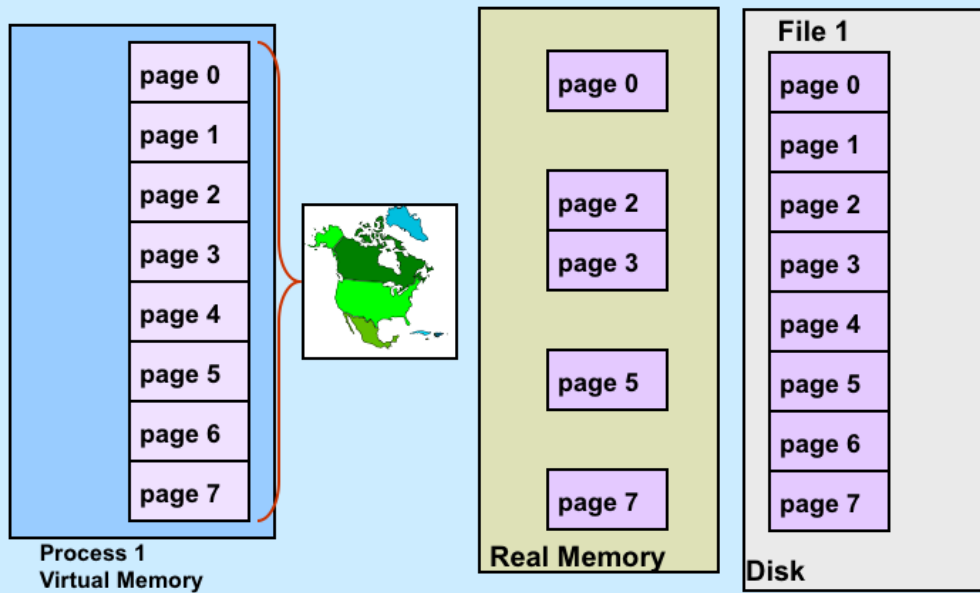 page 0
page 1
page 2
page 3
page 4
page 5
page 6
page 7
Process 1
Virtual Memory
page 0
page 2
page 3
page 5
page 7
Real Memory
File 1
page 0
page 1
page 2
page 3
page 4
page 5
page 6
page 7
Disk